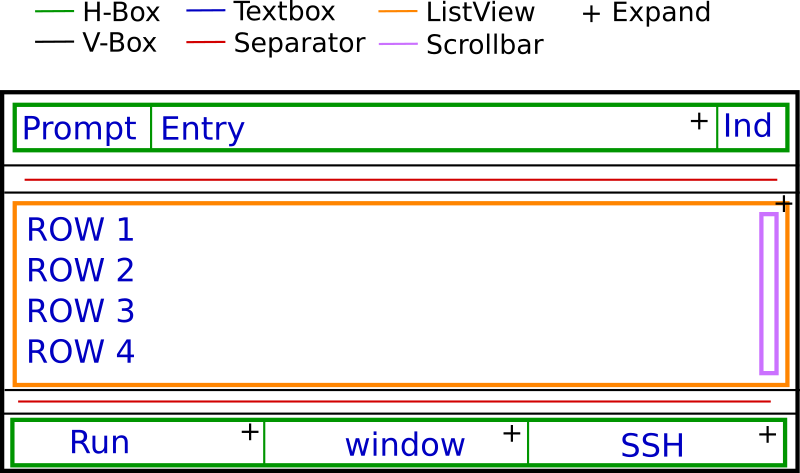 H-Box Textbox ListView + Expand
V-Box Separator Scrollbar
Prompt Entry + Ind
+
ROW 1
ROW 2
ROW 3
ROW 4
Run + window + SSH +